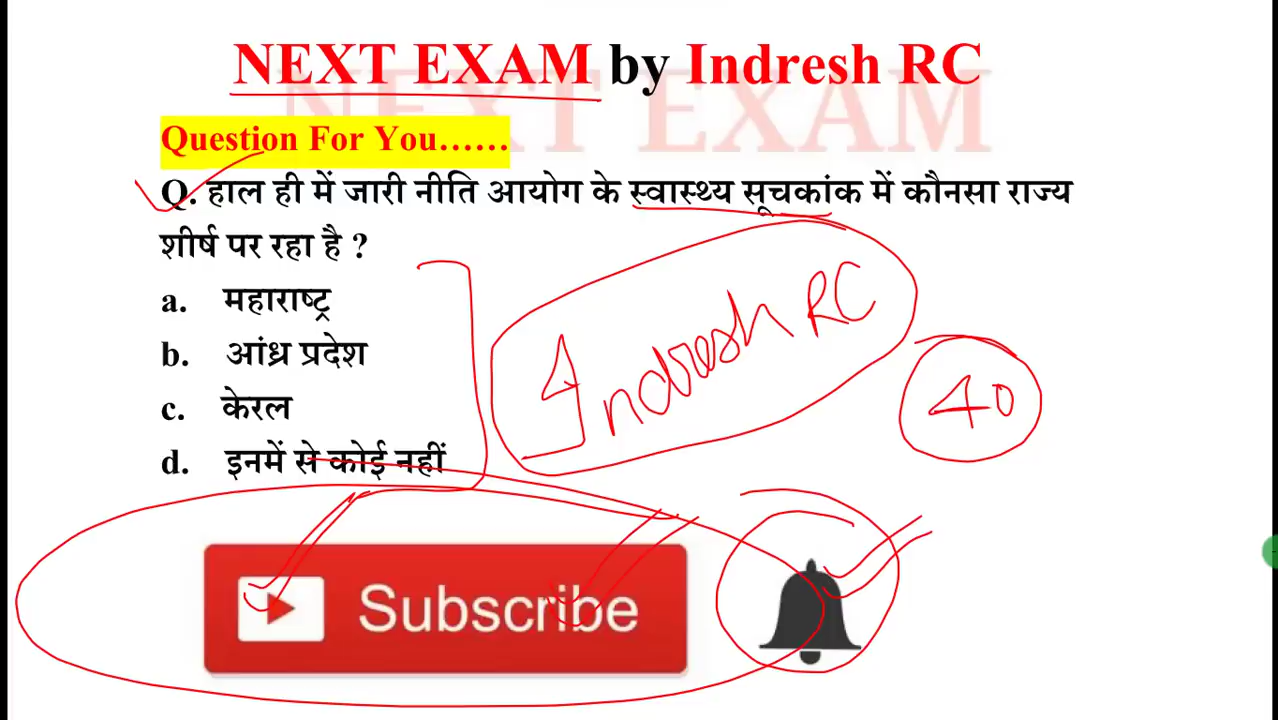 NEXT EXAM by Indresh RC
NEXT EXAM
Question For You......
Q. हाल ही में जारी नीति आयोग के स्वास्थ्य सूचकांक में कौनसा राज्य
शीर्ष पर रहा है ?
a. महाराष्ट्र
b. आंध्र प्रदेश
c. केरल
d. इनमें से कोई नहीं
Indresh RC
40
Subscribe